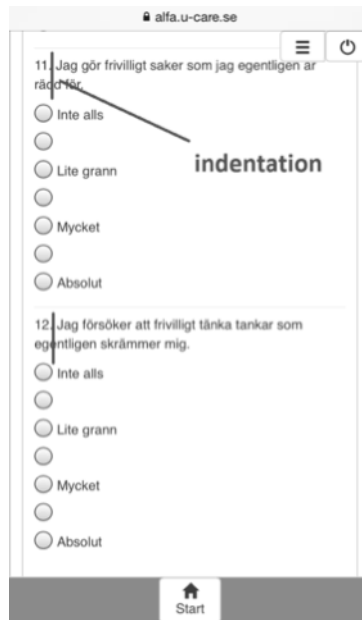 alfa.u-care.se
11. Jag gör frivilligt saker som jag egentligen är
rädd för.
Inte alls
indentation
Lite grann
Mycket
Absolut
12. Jag försöker att frivilligt tänka tankar som
egentligen skrämmer mig.
Inte alls
Lite grann
Mycket
Absolut
Start